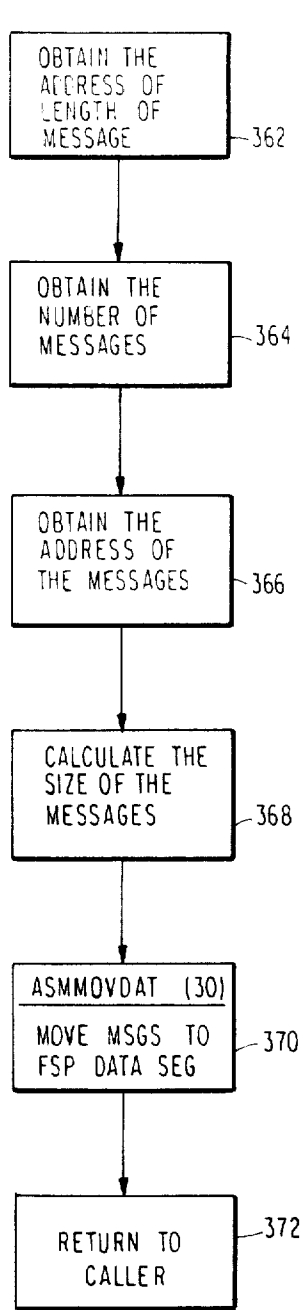 OBTAIN THE
ADDRESS OF
LENGTH OF
MESSAGE
362
OBTAIN THE
NUMBER OF
MESSAGES
364
OBTAIN THE
ADDRESS OF
THE MESSAGES
366
CALCULATE THE
SIZE OF THE
MESSAGES
368
ASMMOVDAT (30)
MOVE MSGS TO
FSP DATA SEG
370
RETURN TO
CALLER
372